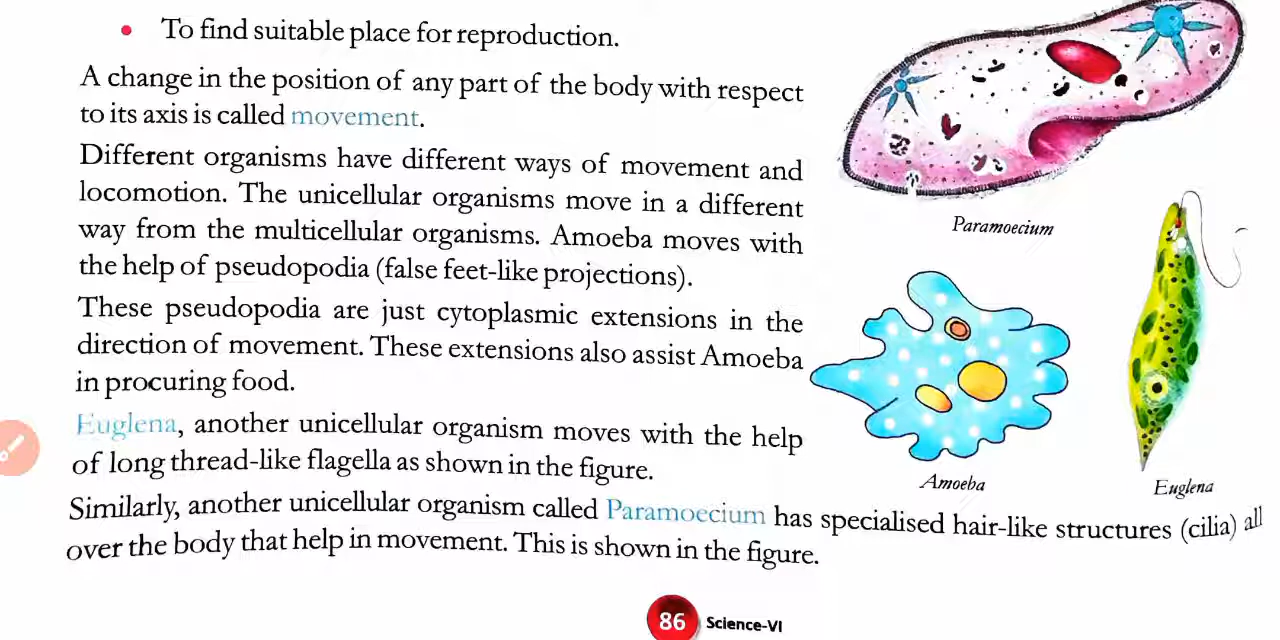 • To find suitable place for reproduction.
A change in the position of any part of the body with respect
to its axis is called movement.
Different organisms have different ways of movement and
locomotion. The unicellular organisms move in a different
way from the multicellular organisms. Amoeba moves with
the help of pseudopodia (false feet-like projections).
These pseudopodia are just cytoplasmic extensions in the
direction of movement. These extensions also assist Amoeba
in procuring food.
Euglena, another unicellular organism moves with the help
of long thread-like flagella as shown in the figure.
Similarly, another unicellular organism called Paramoecium has specialised hair-like structures (cilia) all
over the body that help in movement. This is shown in the figure.
Paramoecium
Amoeba
Euglena
86 Science-VI